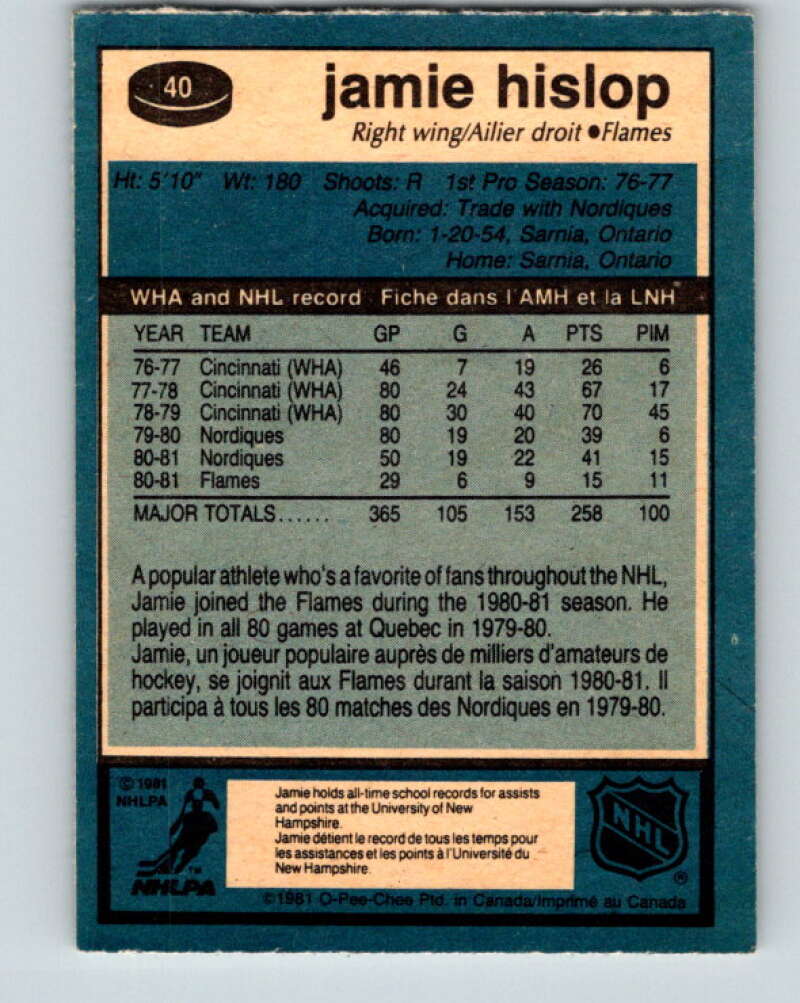 40
jamie hislop
Right wing/Ailier droit ●Flames
Ht: 5'10" Wt: 180 Shoots: R 1st Pro Season: 76-77
Acquired: Trade with Nordiques
Born: 1-20-54, Sarnia, Ontario
Home: Sarnia, Ontario
WHA and NHL record Fiche dans l'AMH et la LNH
YEAR TEAM GP G A PTS PIM
76-77 Cincinnati (WHA) 46 7 19 26 6
77-78 Cincinnati (WHA) 80 24 43 67 17
78-79 Cincinnati (WHA) 80 30 40 70 45
79-80 Nordiques 80 19 20 39 6
80-81 Nordiques 50 19 22 41 15
80-81 Flames 29 6 9 15 11
MAJOR TOTALS...... 365 105 153 258 100
A popular athlete who's a favorite of fans throughout the NHL,
Jamie joined the Flames during the 1980-81 season. He
played in all 80 games at Quebec in 1979-80.
Jamie, un joueur populaire auprès de milliers d'amateurs de
hockey, se joignit aux Flames durant la saison 1980-81. Il
participa à tous les 80 matches des Nordiques en 1979-80.
© 1981
NHLPA
Jamie holds all-time school records for assists
and points at the University of New
Hampshire.
Jamie détient le record de tous les temps pour
les assistances et les points à l'Université du
New Hampshire.
TM
NHLPA
NHL
®
©1981 O-Pee-Chee Ptd. in Canada/Imprimé au Canada